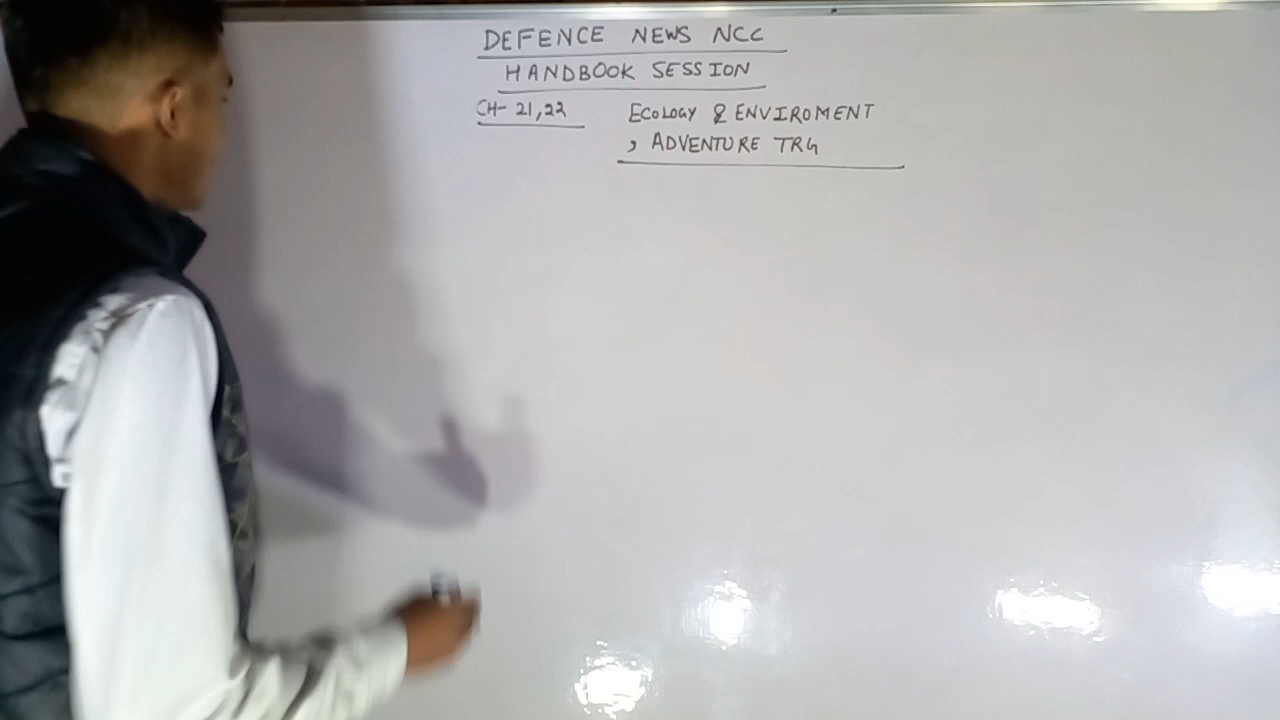 DEFENCE NEWS NCC
HANDBOOK SESSION
CH- 21,22 ECOLOGY & ENVIROMENT
, ADVENTURE TRG